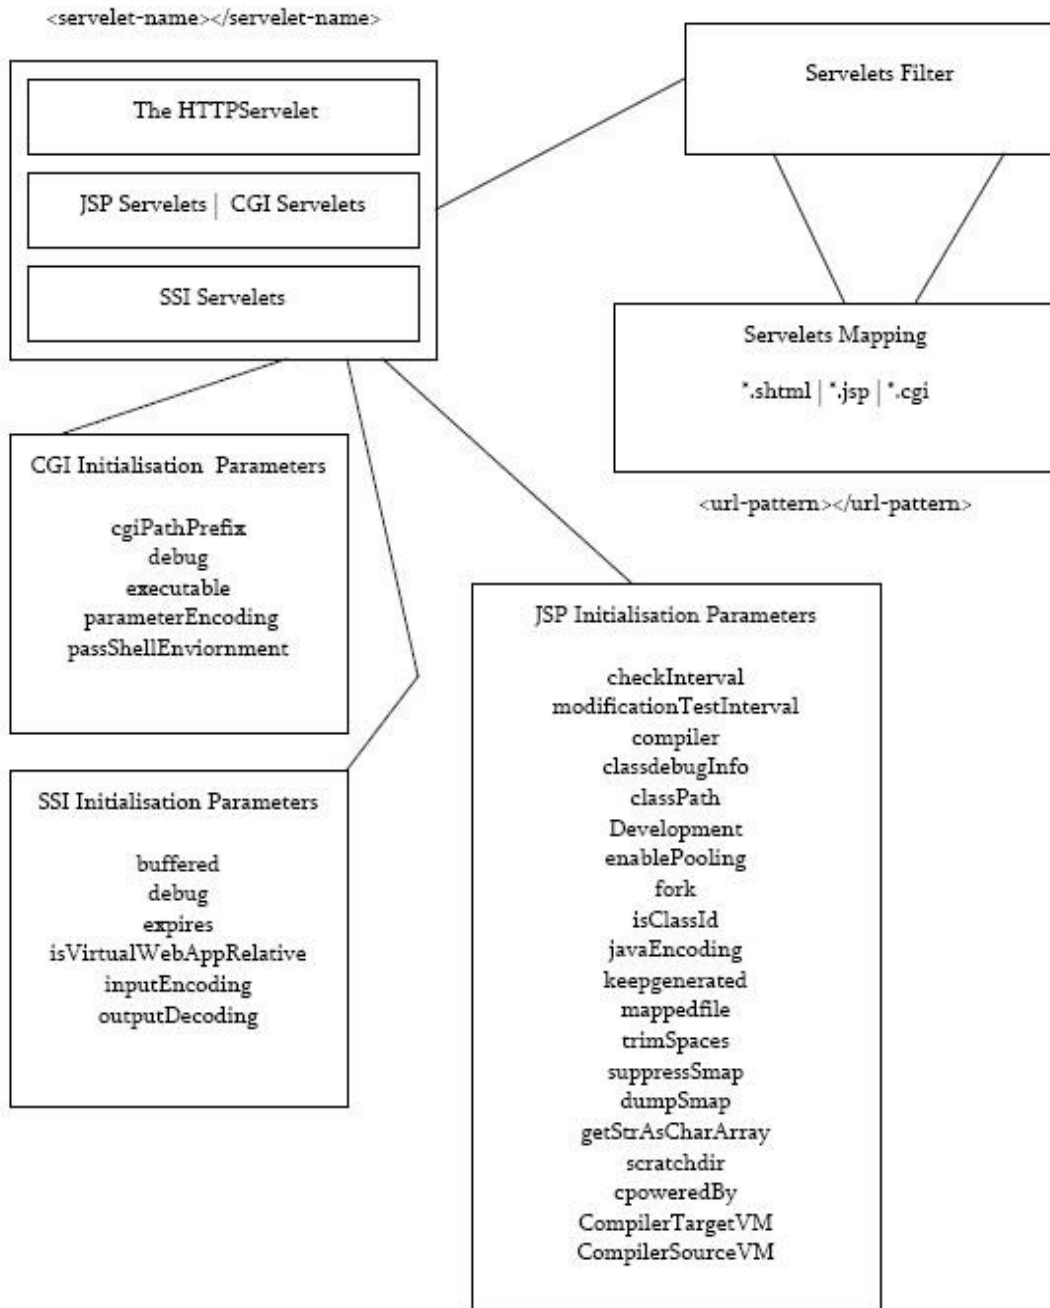 <servelet-name></servelet-name>
The HTTPServelet
JSP Servelets | CGI Servelets
SSI Servelets
Servelets Filter
Servelets Mapping
*.shtml | *.jsp | *.cgi
<url-pattern></url-pattern>
CGI Initialisation Parameters
cgiPathPrefix
debug
executable
parameterEncoding
passShellEnviornment
SSI Initialisation Parameters
buffered
debug
expires
isVirtualWebAppRelative
inputEncoding
outputDecoding
JSP Initialisation Parameters
checkInterval
modificationTestInterval
compiler
classdebugInfo
classPath
Development
enablePooling
fork
isClassId
javaEncoding
keepgenerated
mappedfile
trimSpaces
suppressSmap
dumpSmap
getStrAsCharArray
scratchdir
cpoweredBy
CompilerTargetVM
CompilerSourceVM